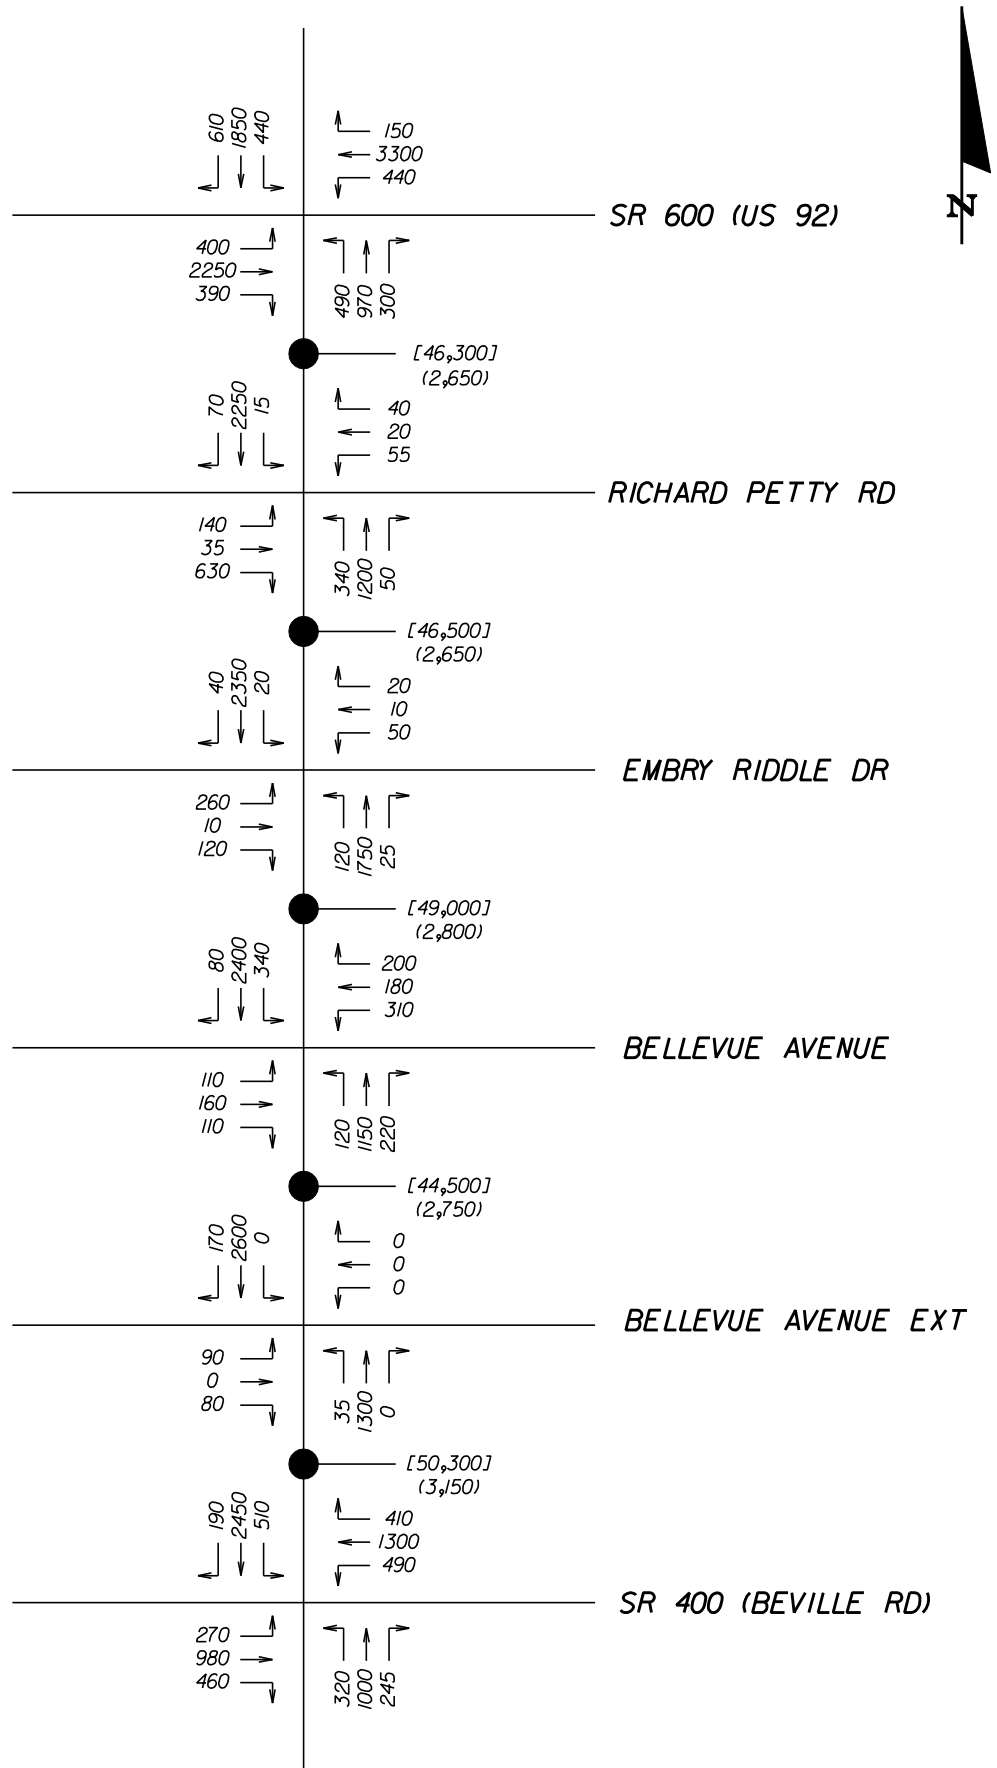 610 1850 440
150
3300
440
N
SR 600 (US 92)
400
2250
390
490 970 300
[46,300]
(2,650)
70 2250 15
40
20
55
RICHARD PETTY RD
140
35
630
340 1200 50
[46,500]
(2,650)
40 2350 20
20
10
50
EMBRY RIDDLE DR
260
10
120
120 1750 25
[49,000]
(2,800)
80 2400 340
200
180
310
BELLEVUE AVENUE
110
160
110
120 1150 220
[44,500]
(2,750)
170 2600 0
0
0
0
BELLEVUE AVENUE EXT
90
0
80
35 1300 0
[50,300]
(3,150)
190 2450 510
410
1300
490
SR 400 (BEVILLE RD)
270
980
460
320 1000 245